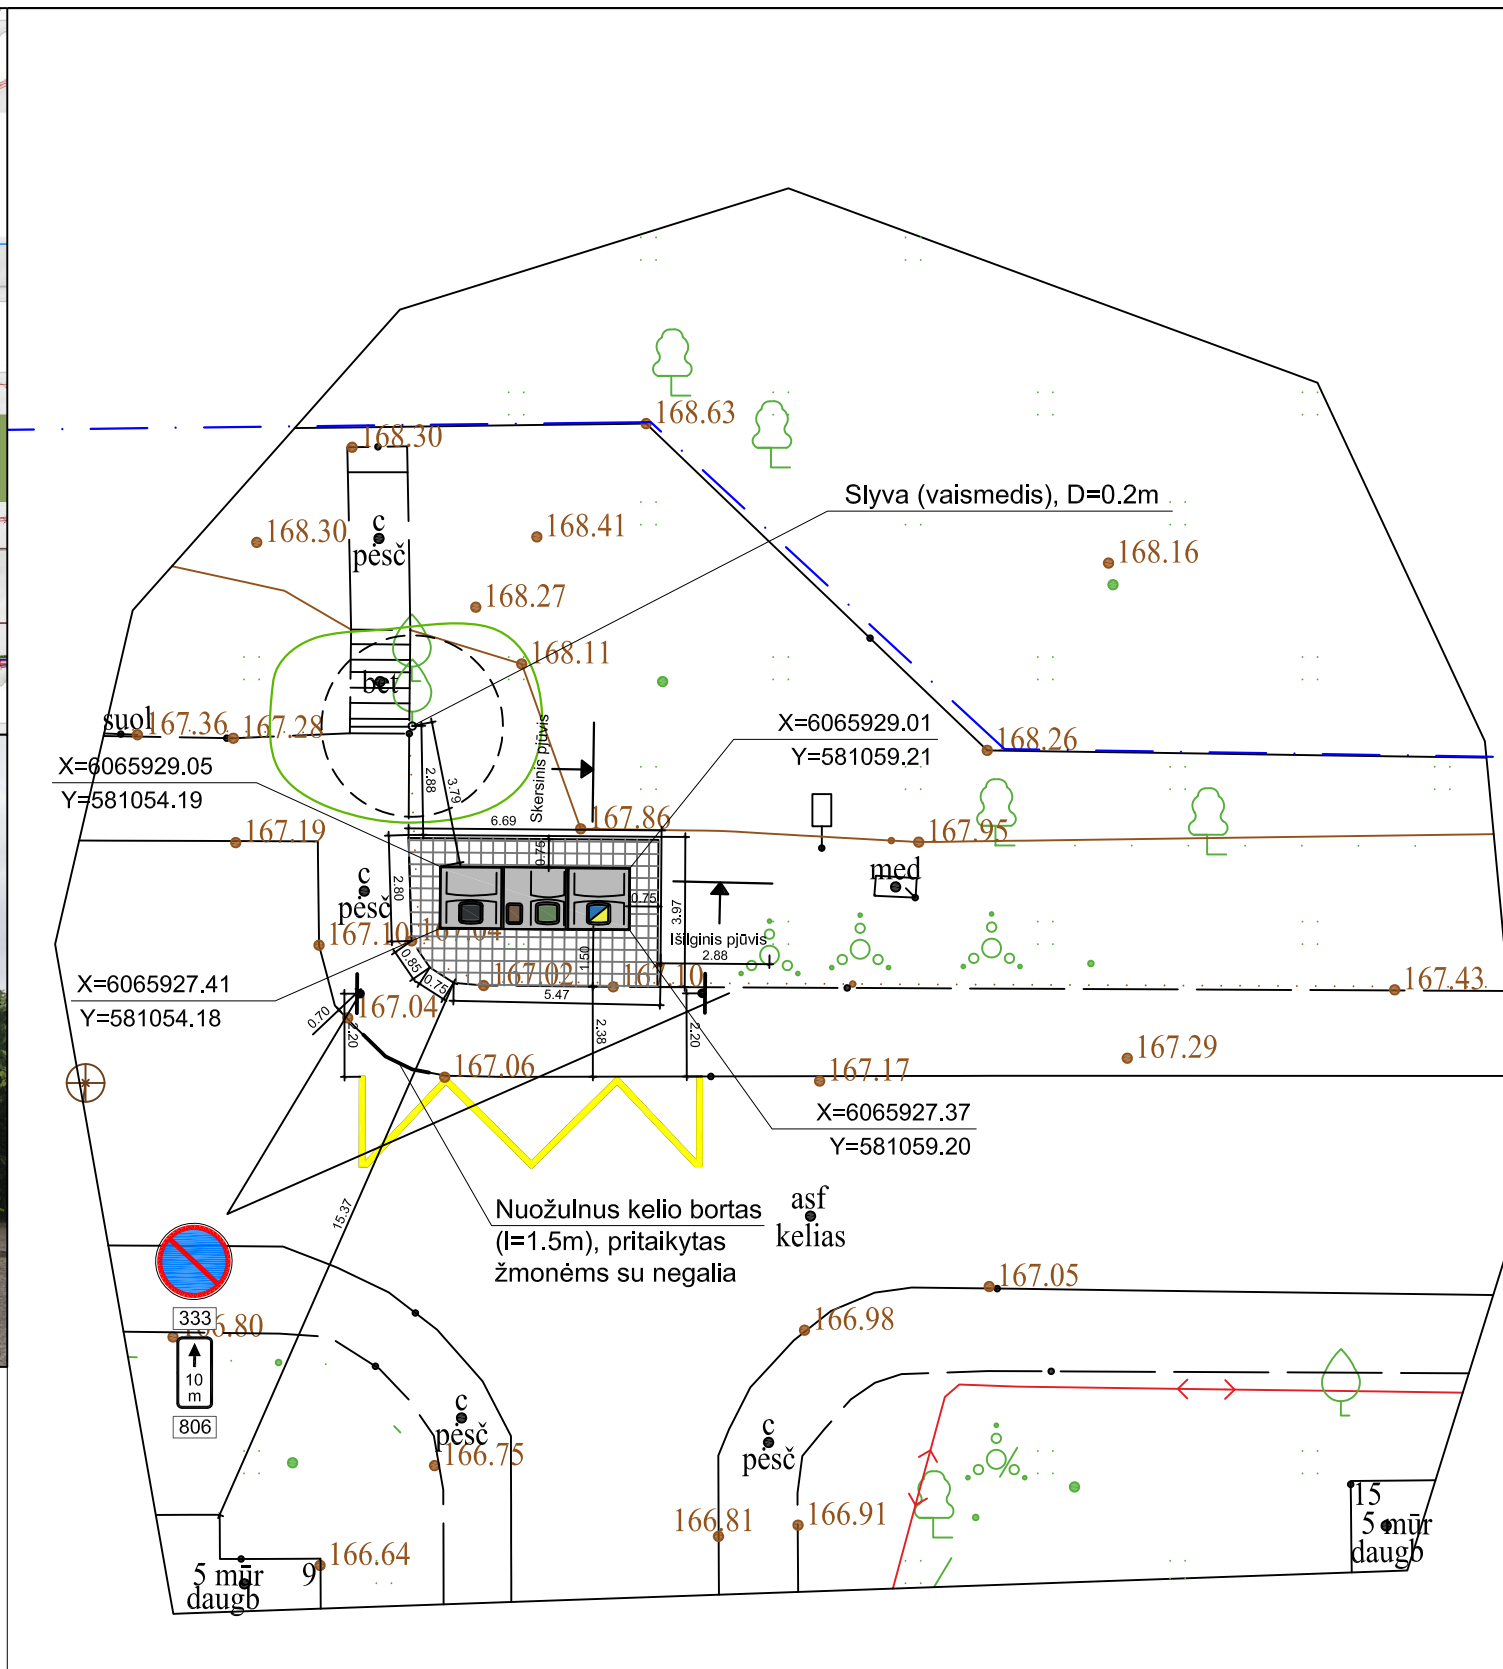 168.63
168.30
Slyva (vaismedis), D=0.2m
c
pėsč
168.30
168.41
168.16
168.27
168.11
bet
suol
167.36
167.28
Skersinis pjūvis
X=6065929.01
Y=581059.21
168.26
X=6065929.05
Y=581054.19
2.88
3.79
6.69
167.86
167.19
167.95
0.75
med
c
pėsč
2.80
0.75
3.97
167.10
167.04
Išilginis pjūvis
2.88
1.50
0.85
0.75
167.02
167.10
5.47
167.43
X=6065927.41
Y=581054.18
0.70
167.04
2.20
2.38
2.20
167.06
167.17
167.29
X=6065927.37
Y=581059.20
15.37
Nuožulnus kelio bortas
(l=1.5m), pritaikytas
žmonėms su negalia
asf
kelias
167.05
333
166.80
166.98
10
m
806
c
pėsč
166.75
c
pėsč
166.81
166.91
15
5 mūr
daugb
166.64
5 mūr
9
daugb